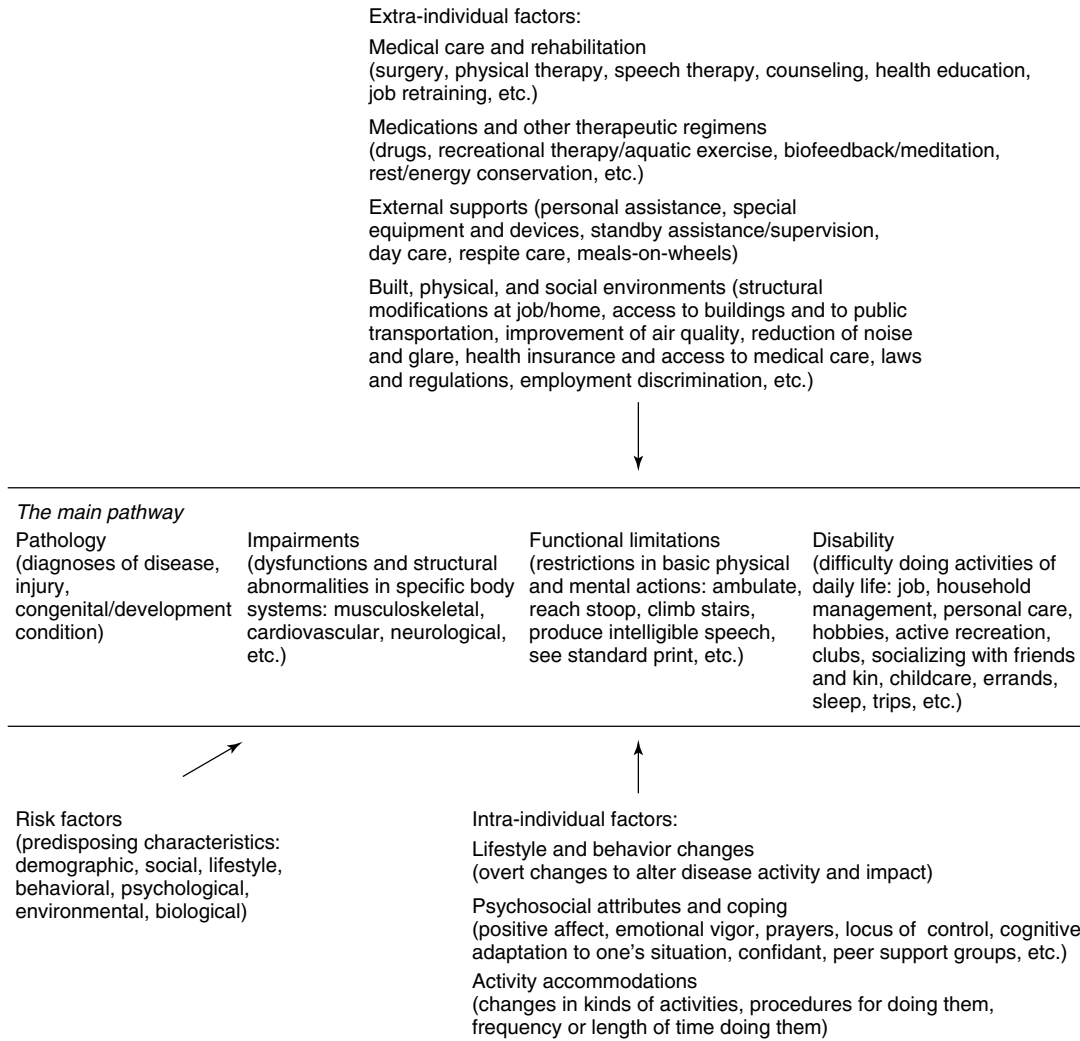 Extra-individual factors:
Medical care and rehabilitation
(surgery, physical therapy, speech therapy, counseling, health education,
job retraining, etc.)
Medications and other therapeutic regimens
(drugs, recreational therapy/aquatic exercise, biofeedback/meditation,
rest/energy conservation, etc.)
External supports (personal assistance, special
equipment and devices, standby assistance/supervision,
day care, respite care, meals-on-wheels)
Built, physical, and social environments (structural
modifications at job/home, access to buildings and to public
transportation, improvement of air quality, reduction of noise
and glare, health insurance and access to medical care, laws
and regulations, employment discrimination, etc.)
The main pathway
Pathology
(diagnoses of disease,
injury,
congenital/development
condition)
Impairments
(dysfunctions and structural
abnormalities in specific body
systems: musculoskeletal,
cardiovascular, neurological,
etc.)
Functional limitations
(restrictions in basic physical
and mental actions: ambulate,
reach stoop, climb stairs,
produce intelligible speech,
see standard print, etc.)
Disability
(difficulty doing activities of
daily life: job, household
management, personal care,
hobbies, active recreation,
clubs, socializing with friends
and kin, childcare, errands,
sleep, trips, etc.)
Risk factors
(predisposing characteristics:
demographic, social, lifestyle,
behavioral, psychological,
environmental, biological)
Intra-individual factors:
Lifestyle and behavior changes
(overt changes to alter disease activity and impact)
Psychosocial attributes and coping
(positive affect, emotional vigor, prayers, locus of control, cognitive
adaptation to one's situation, confidant, peer support groups, etc.)
Activity accommodations
(changes in kinds of activities, procedures for doing them,
frequency or length of time doing them)